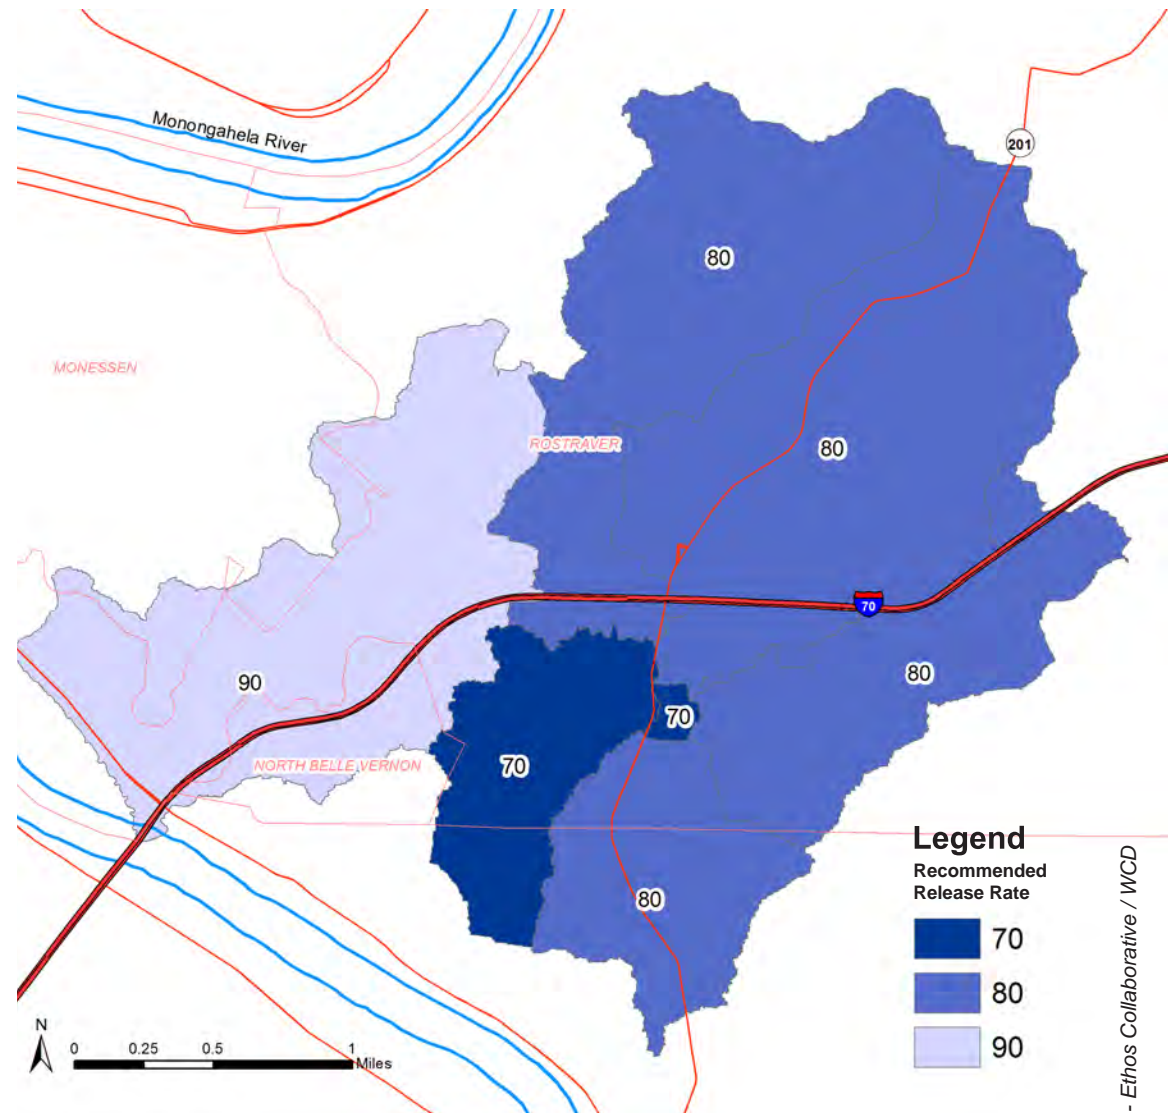 Monongahela River
201
80
MONESSEN
ROSTRAVER
80
70
80
90
70
NORTH BELLE VERNON
70
80
Legend
Recommended
Release Rate
70
80
90
N
0 0.25 0.5 1
Miles
- Ethos Collaborative / WCD